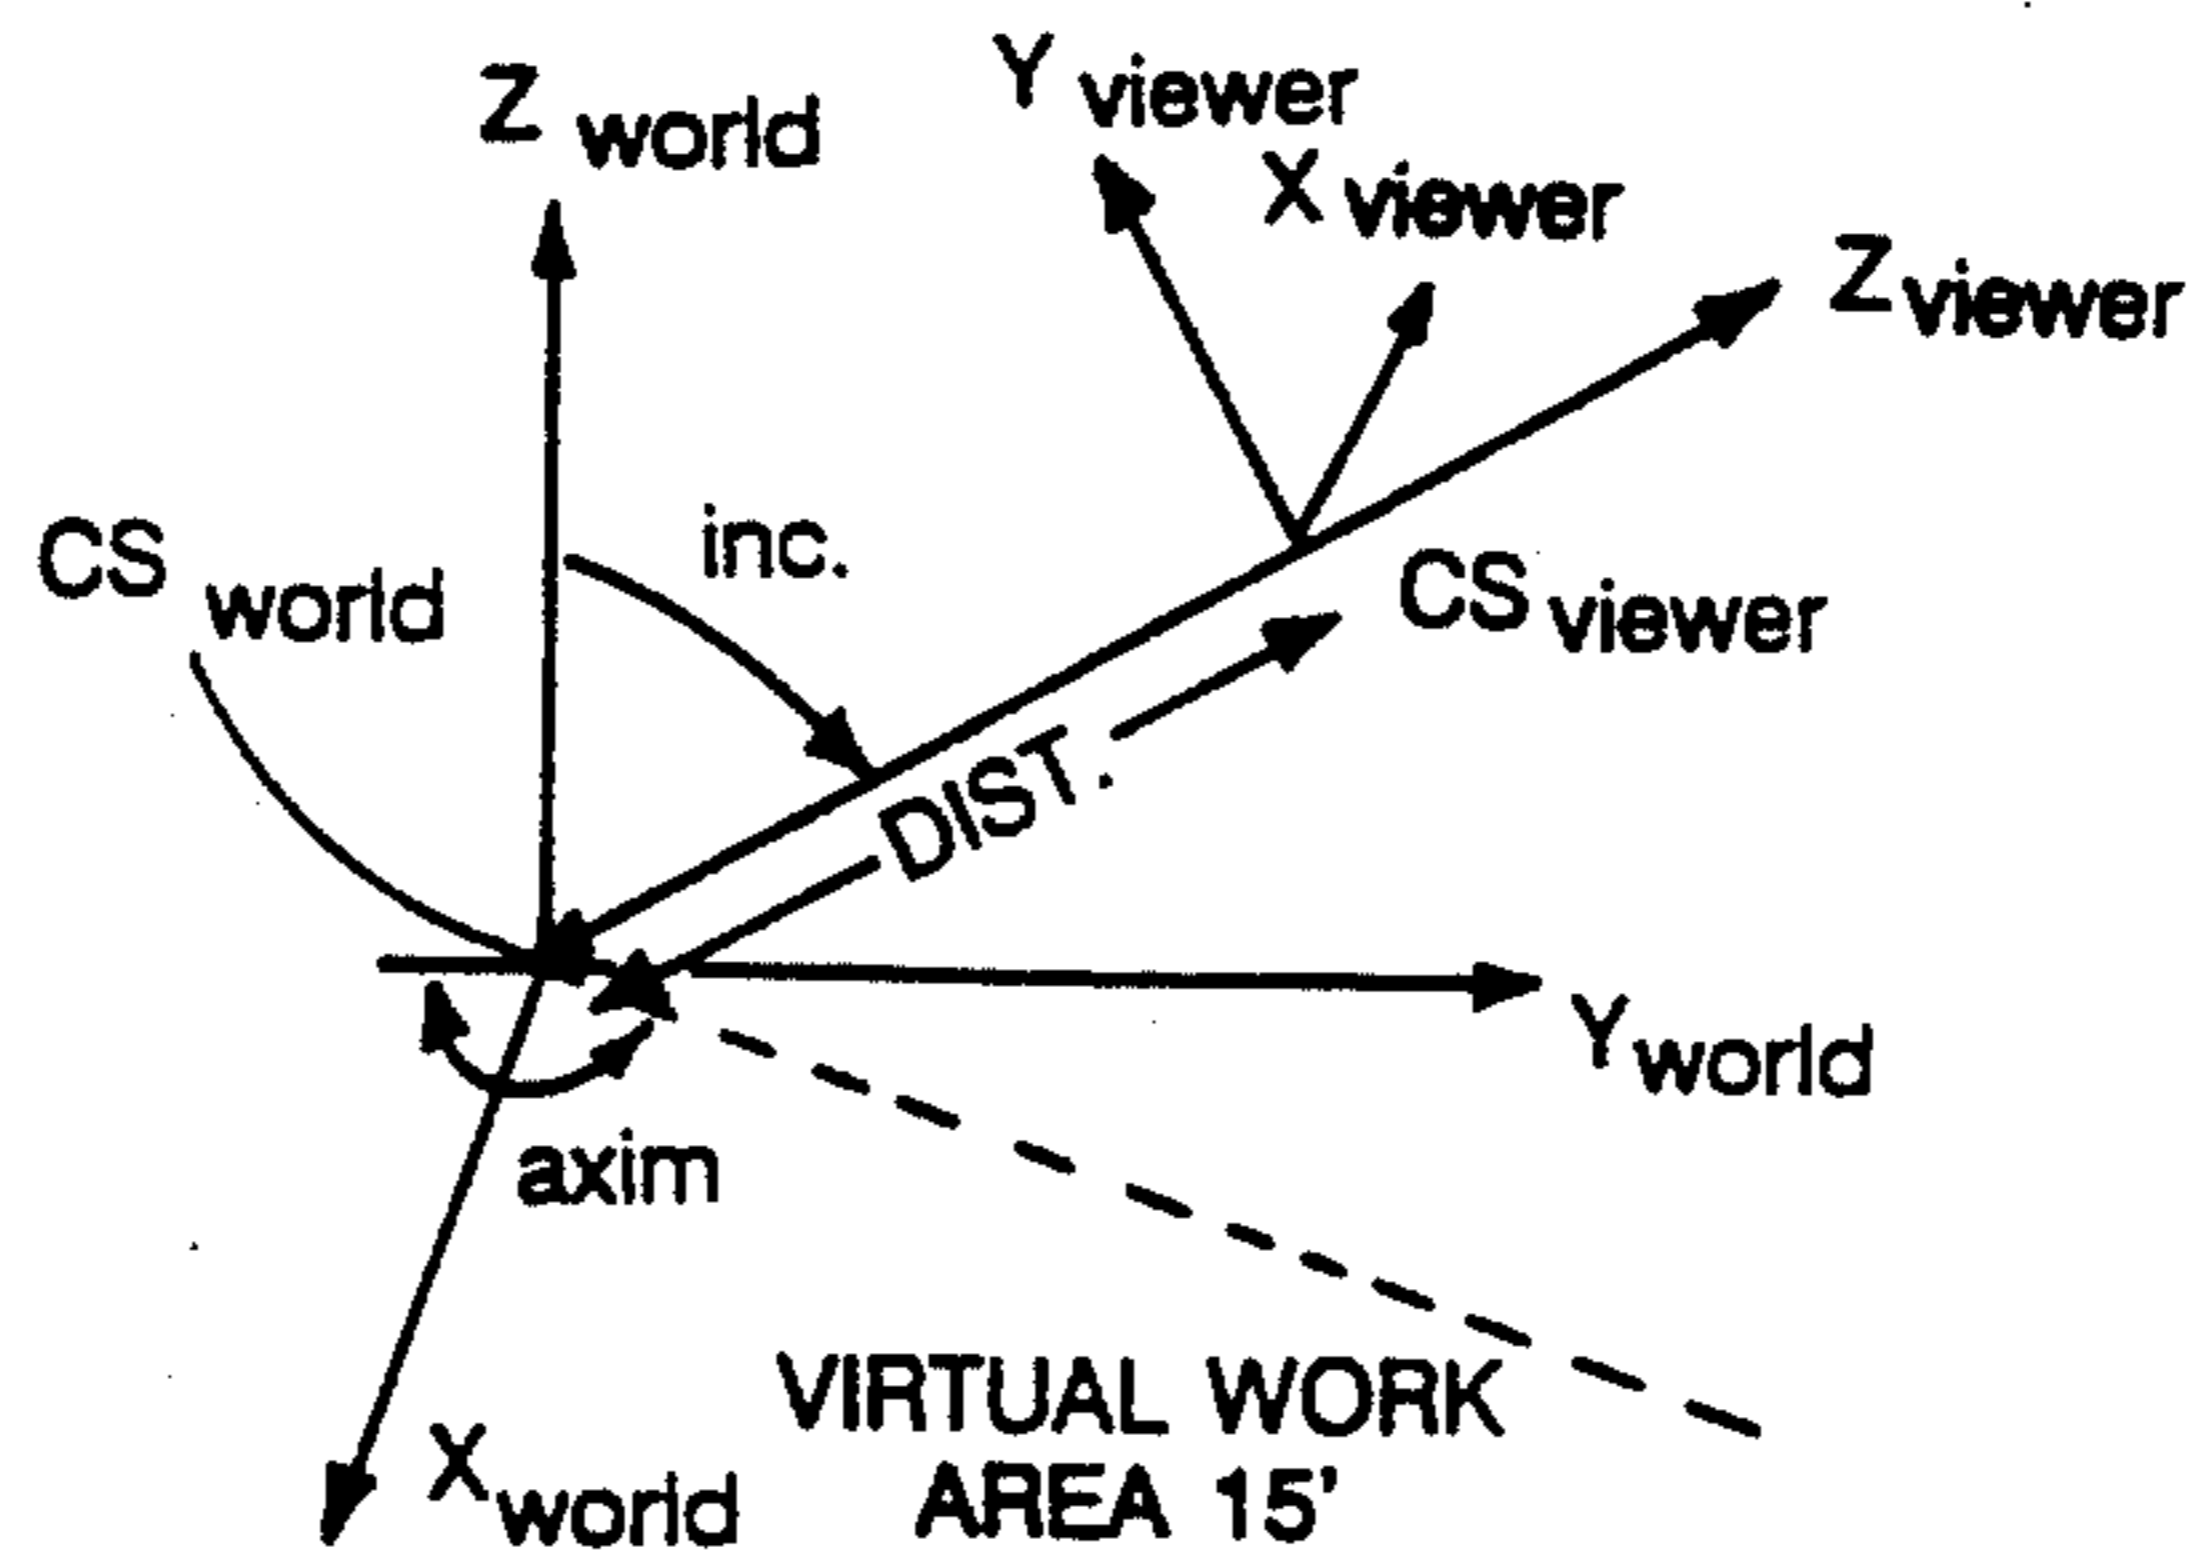 Z world
Y viewer
X viewer
Z viewer
CS world
inc.
CS viewer
DIST.
Y world
axim
VIRTUAL WORK
AREA 15'
X world